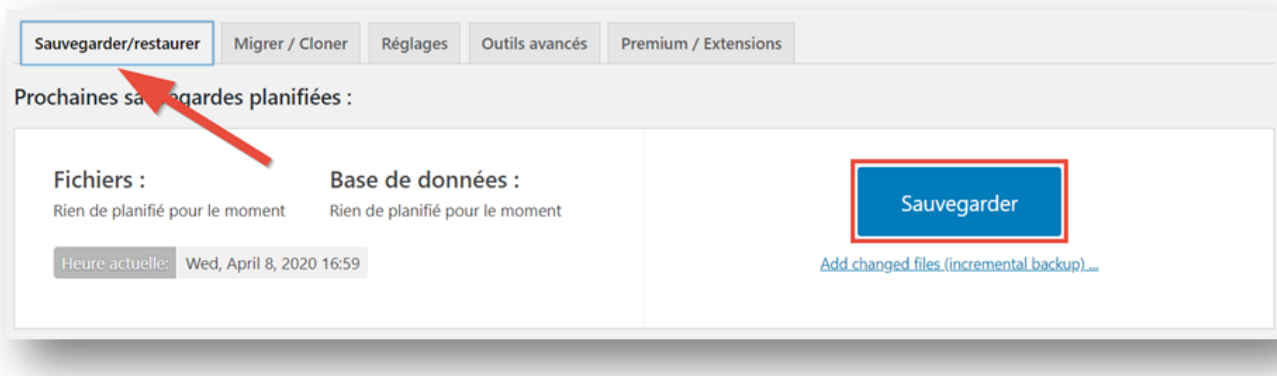 Sauvegarder/restaurer Migrer / Cloner Réglages Outils avancés Premium / Extensions
Prochaines sauvegardes planifiées :
Fichiers : Base de données :
Rien de planifié pour le moment Rien de planifié pour le moment
Sauvegarder
Heure actuelle: Wed, April 8, 2020 16:59
Add changed files (incremental backup) ...